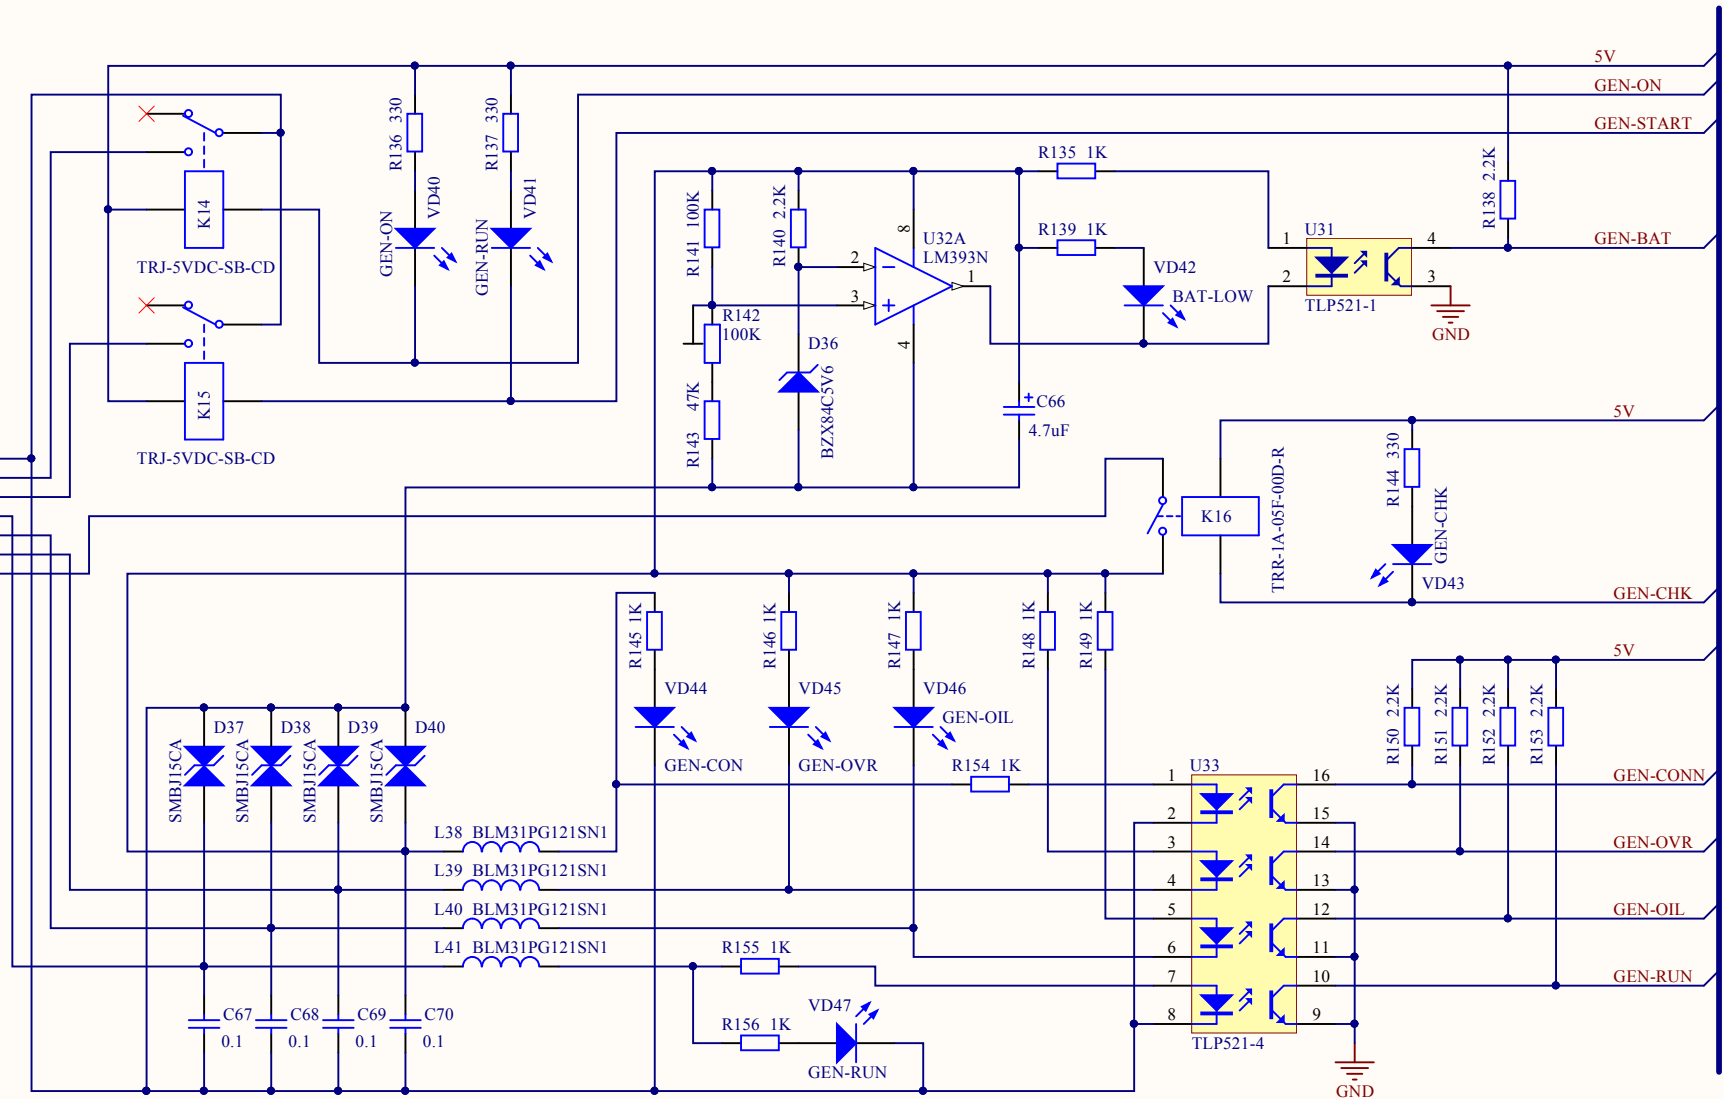 5V
GEN-ON
GEN-START
R136 330
R137 330
VD40
VD41
GEN-ON
GEN-RUN
K14
TRJ-5VDC-SB-CD
K15
TRJ-5VDC-SB-CD
R135 1K
R138 2.2K
R141 100K
R140 2.2K
8
U32A
LM393N
R139 1K
U31
1
4
GEN-BAT
2
3
1
2
3
TLP521-1
GND
VD42
BAT-LOW
R142
100K
4
D36
BZX84C5V6
R143 47K
C66
4.7uF
5V
R144 330
K16
TRR-1A-05F-00D-R
GEN-CHK
VD43
GEN-CHK
R145 1K
R146 1K
R147 1K
R148 1K
R149 1K
5V
VD44
VD45
VD46
GEN-OIL
GEN-CON
GEN-OVR
R150 2.2K
R151 2.2K
R152 2.2K
R153 2.2K
D37
D38
D39
D40
SMBJ15CA
SMBJ15CA
SMBJ15CA
SMBJ15CA
R154 1K
U33
1
16
GEN-CONN
2
15
L38 BLM31PG121SN1
3
14
GEN-OVR
L39 BLM31PG121SN1
4
13
L40 BLM31PG121SN1
5
12
GEN-OIL
L41 BLM31PG121SN1
R155 1K
6
11
7
10
GEN-RUN
C67
0.1
C68
0.1
C69
0.1
C70
0.1
VD47
R156 1K
GEN-RUN
8
9
TLP521-4
GND